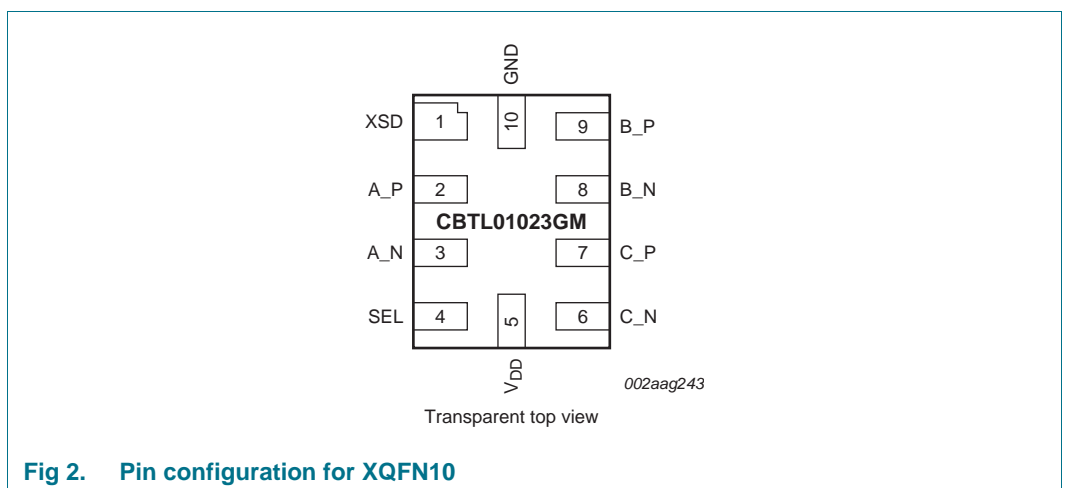 GND
XSD 1 10 9 B_P
A_P 2 8 B_N
CBTL01023GM
A_N 3 7 C_P
SEL 4 5 6 C_N
VDD
002aag243
Transparent top view
Fig 2. Pin configuration for XQFN10